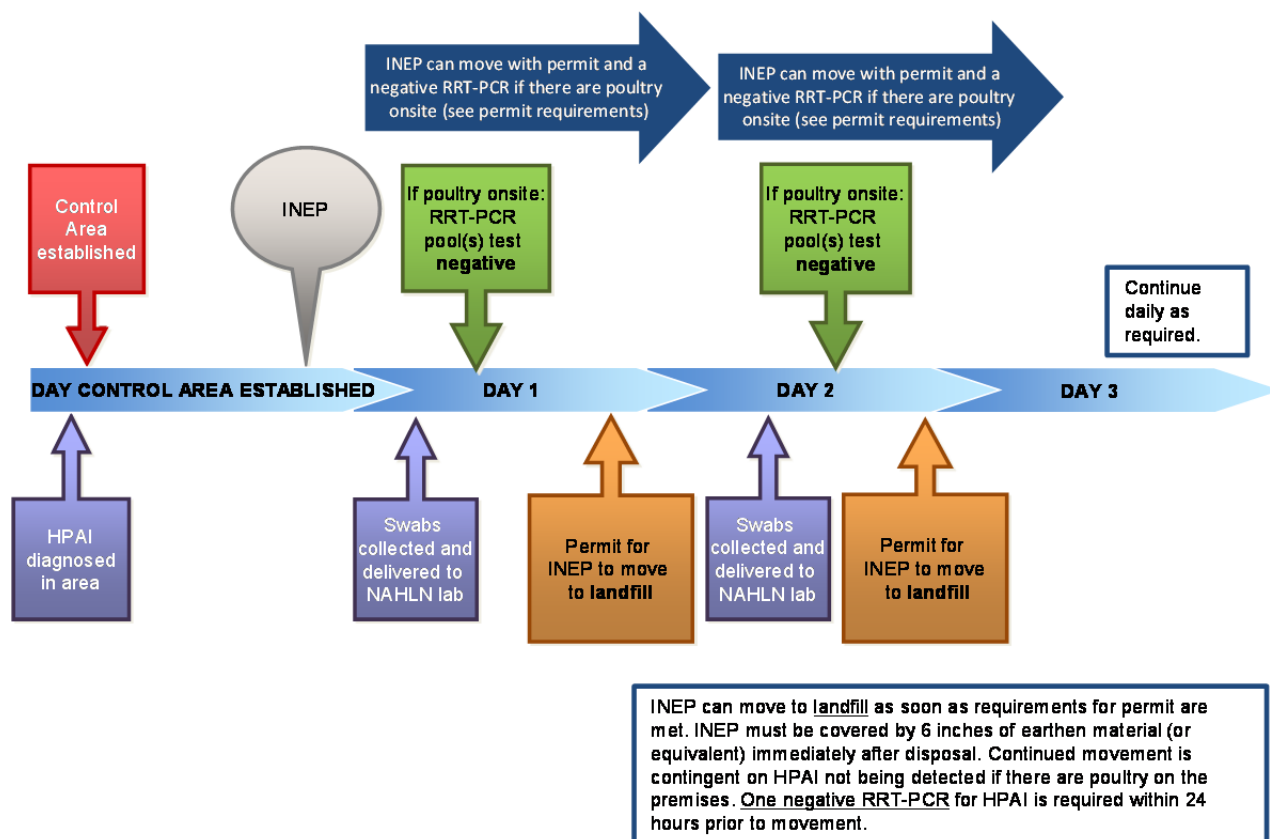 INEP can move with permit and a
negative RRT-PCR if there are poultry
onsite (see permit requirements)
INEP can move with permit and a
negative RRT-PCR if there are poultry
onsite (see permit requirements)
Control
Area
established
INEP
If poultry onsite:
RRT-PCR
pool(s) test
negative
If poultry onsite:
RRT-PCR
pool(s) test
negative
Continue
daily as
required.
DAY CONTROL AREA ESTABLISHED
DAY 1
DAY 2
DAY 3
HPAI
diagnosed
in area
Swabs
collected and
delivered to
NAHLN lab
Permit for
INEP to move
to landfill
Swabs
collected and
delivered to
NAHLN lab
Permit for
INEP to move
to landfill
INEP can move to landfill as soon as requirements for permit are
met. INEP must be covered by 6 inches of earthen material (or
equivalent) immediately after disposal. Continued movement is
contingent on HPAI not being detected if there are poultry on the
premises. One negative RRT-PCR for HPAI is required within 24
hours prior to movement.